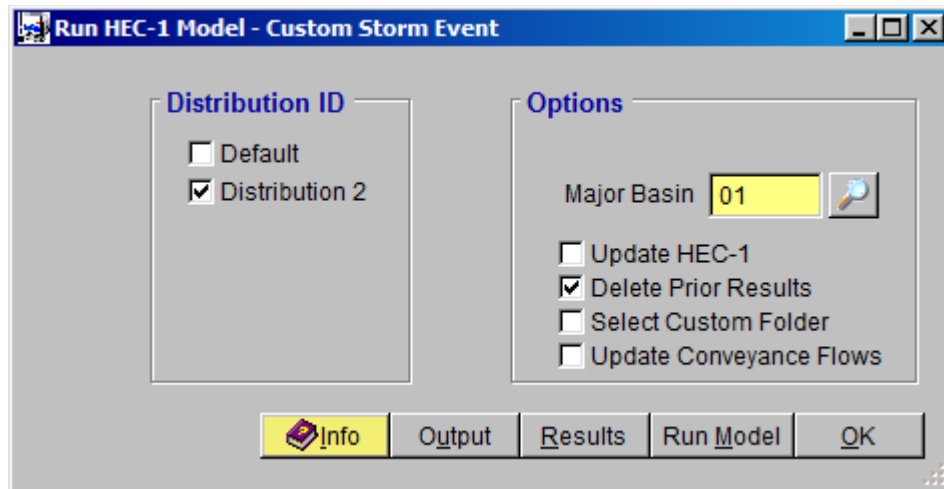 Run HEC-1 Model - Custom Storm Event
Distribution ID
Default
Distribution 2
Options
Major Basin 01
Update HEC-1
Delete Prior Results
Select Custom Folder
Update Conveyance Flows
Info Output Results Run Model OK